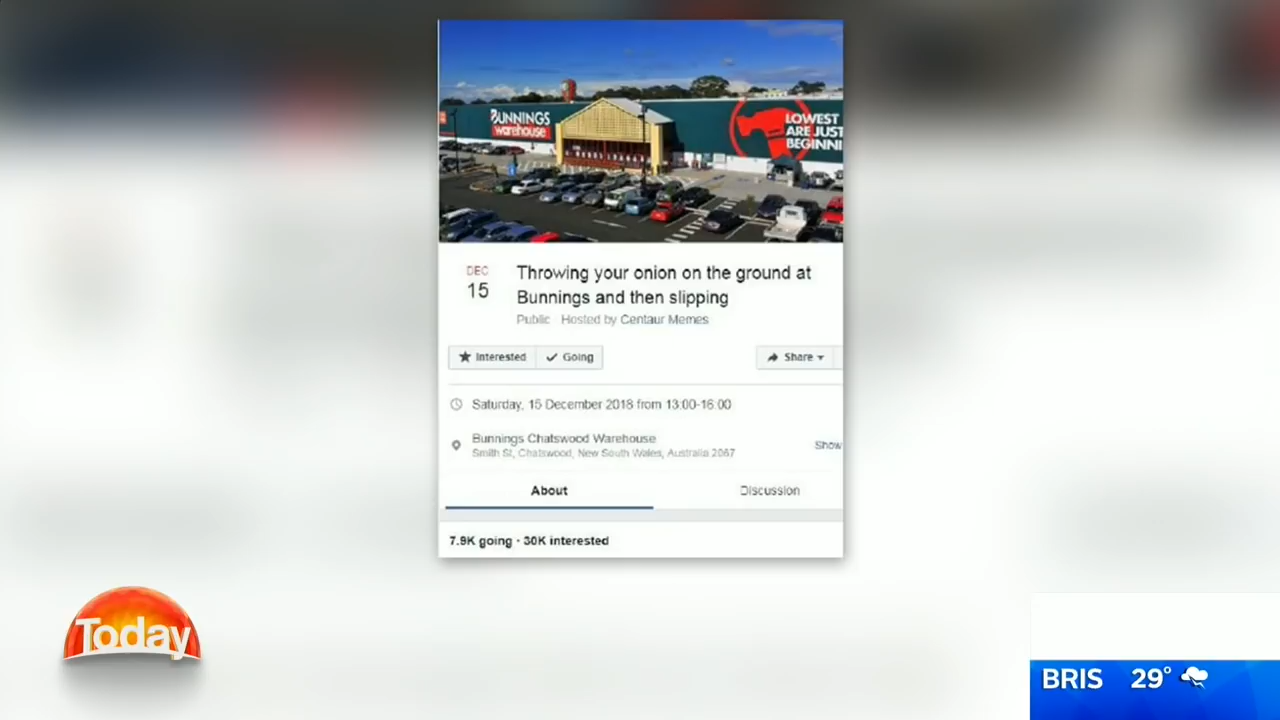 BUNNINGS
warehouse
LOWEST
ARE JUST
BEGINNI
DEC
15
Throwing your onion on the ground at
Bunnings and then slipping
Public · Hosted by Centaur Memes
Interested
Going
Share
Saturday, 15 December 2018 from 13:00-16:00
Bunnings Chatswood Warehouse
Smith St, Chatswood, New South Wales, Australia 2067
Show
About
Discussion
7.9K going · 30K interested
Today
BRIS 29°